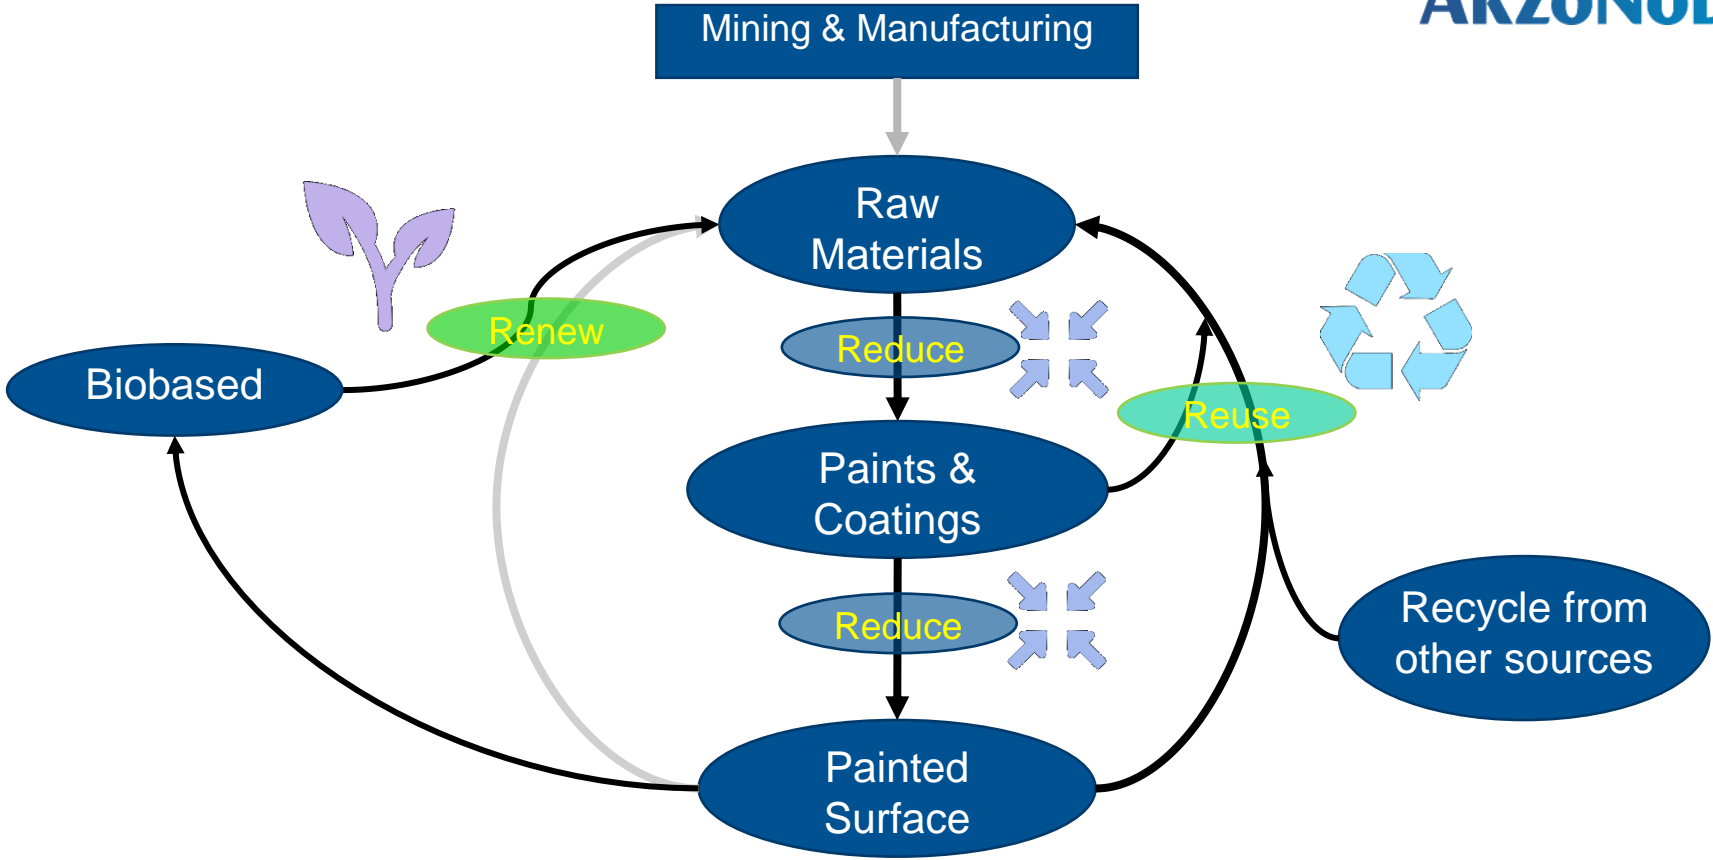 Mining & Manufacturing
Raw
Materials
Renew
Reduce
Biobased
Reuse
Paints &
Coatings
Reduce
Recycle from
other sources
Painted
Surface